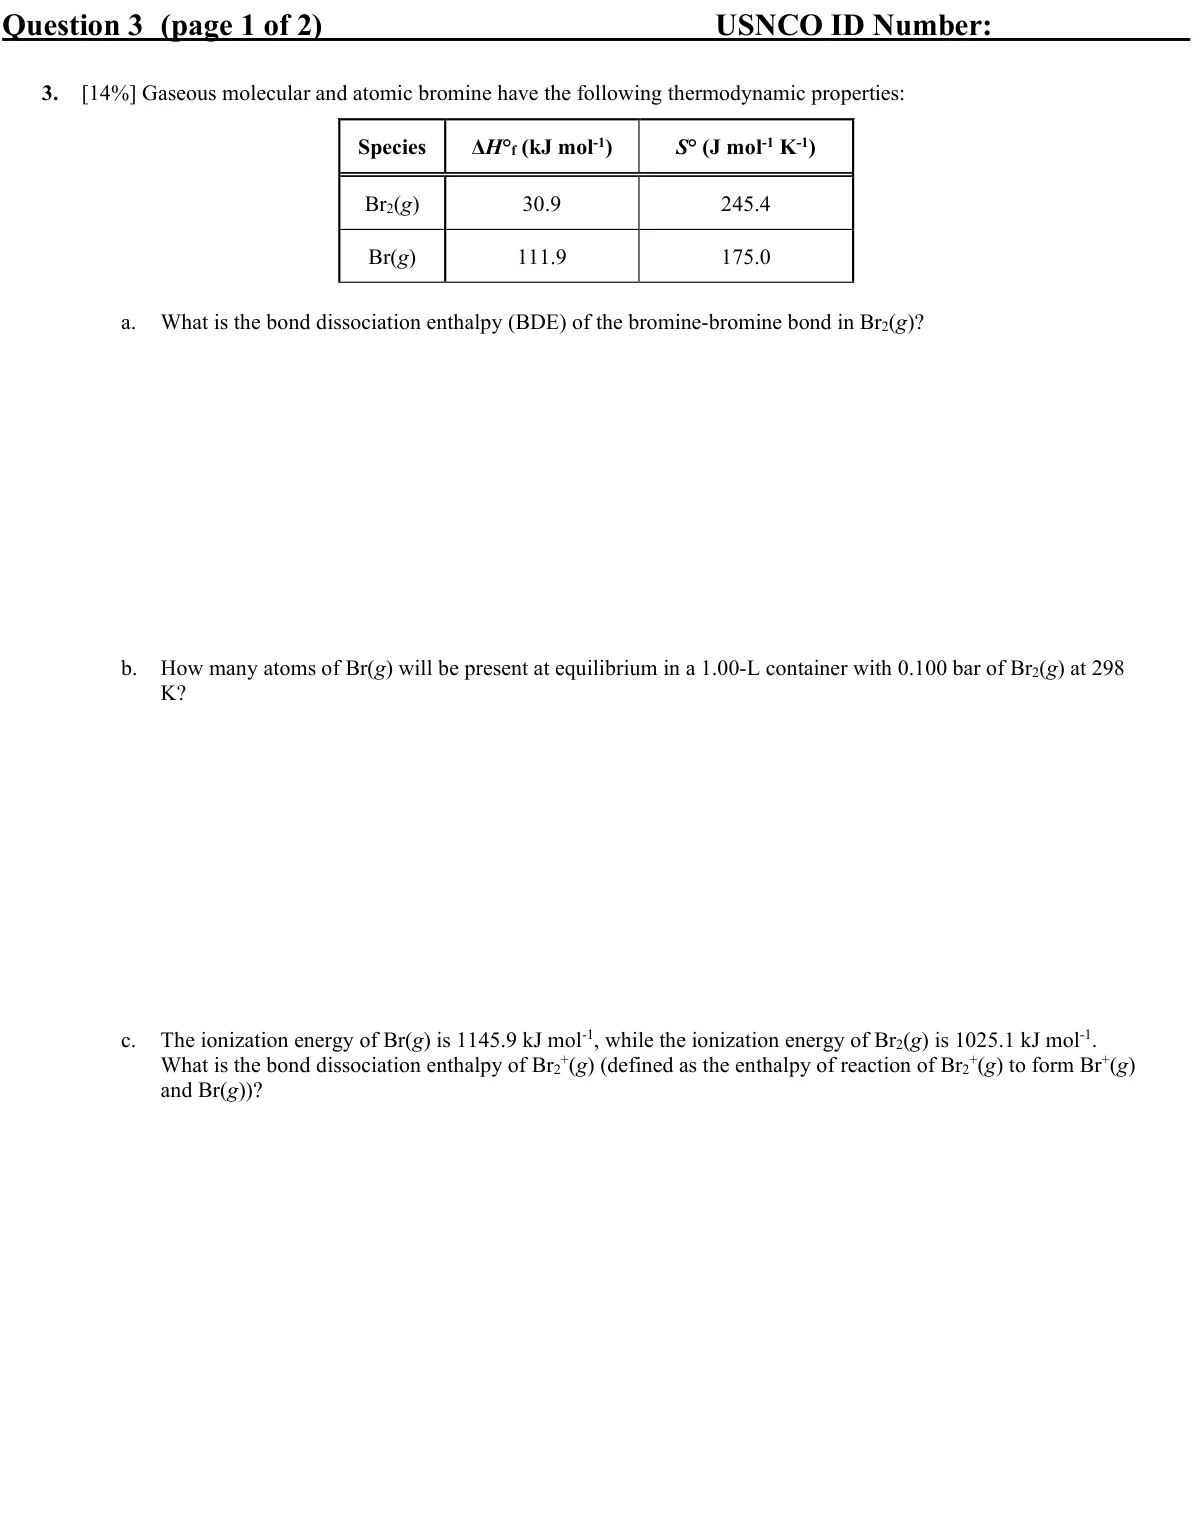 Question 3 (page 1 of 2) USNCO ID Number:
3. [14%] Gaseous molecular and atomic bromine have the following thermodynamic properties:
Species ΔH°f (kJ mol-1) S° (J mol-1 K-1)
Br2(g) 30.9 245.4
Br(g) 111.9 175.0
a. What is the bond dissociation enthalpy (BDE) of the bromine-bromine bond in Br2(g)?
b. How many atoms of Br(g) will be present at equilibrium in a 1.00-L container with 0.100 bar of Br2(g) at 298
K?
c. The ionization energy of Br(g) is 1145.9 kJ mol-1, while the ionization energy of Br2(g) is 1025.1 kJ mol-1.
What is the bond dissociation enthalpy of Br2+(g) (defined as the enthalpy of reaction of Br2+(g) to form Br+(g)
and Br(g))?